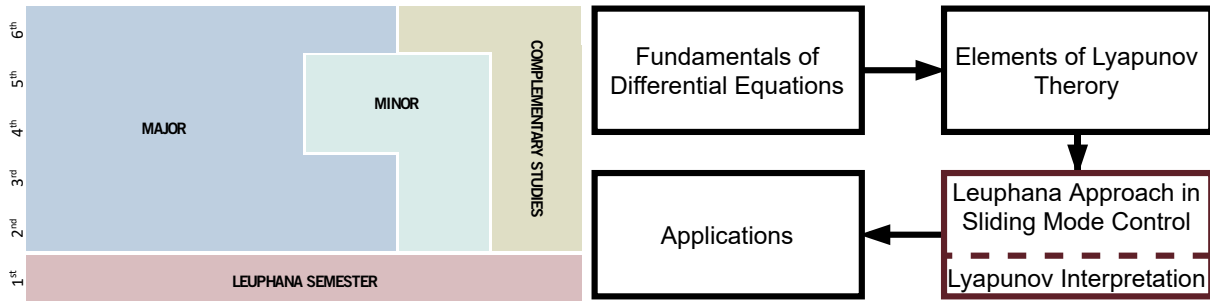 6th
5th
4th
3rd
2nd
1st
MAJOR
MINOR
COMPLEMENTARY STUDIES
LEUPHANA SEMESTER
Fundamentals of
Differential Equations
Elements of Lyapunov
Therory
Leuphana Approach in
Sliding Mode Control
Lyapunov Interpretation
Applications